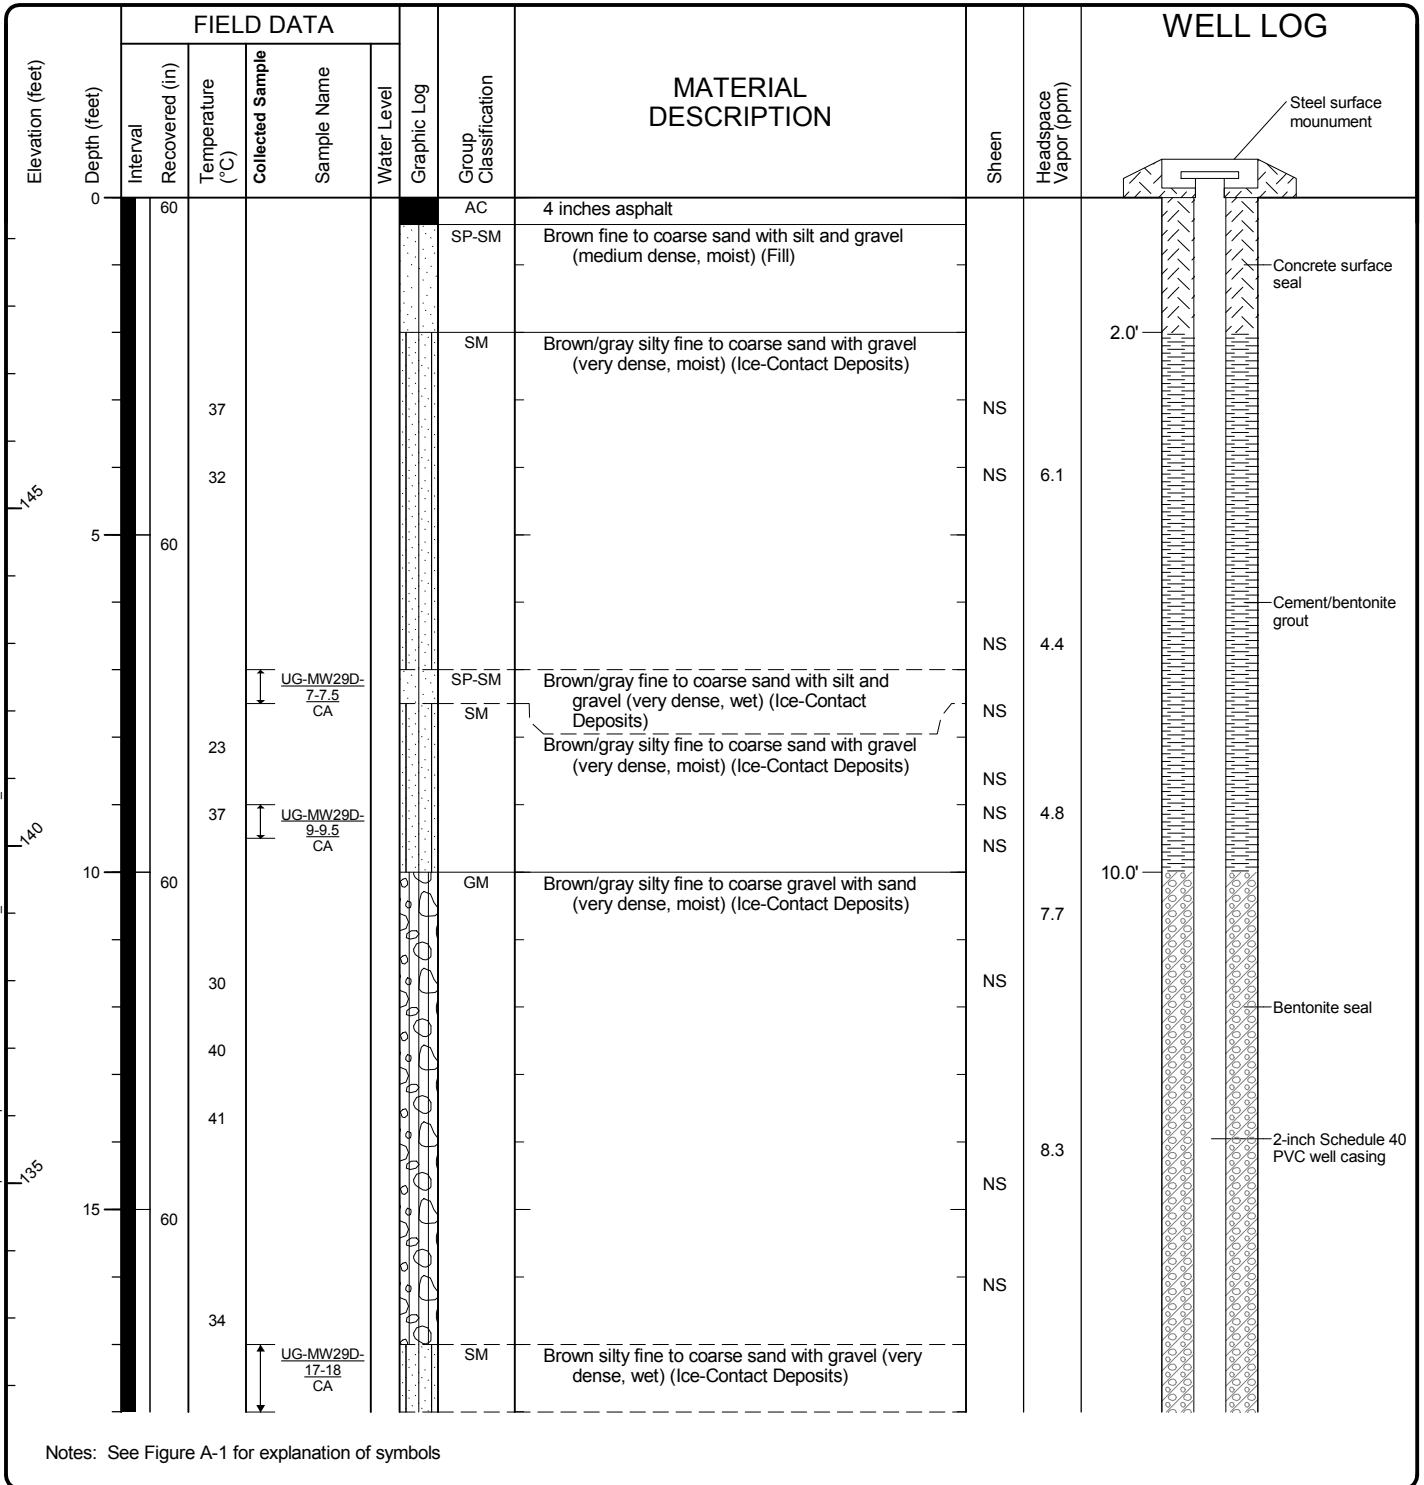 FIELD DATA
WELL LOG
Elevation (feet)
Depth (feet)
Interval
Recovered (in)
Temperature
(°C)
Collected Sample
Sample Name
Water Level
Graphic Log
Group
Classification
MATERIAL
DESCRIPTION
Sheen
Headspace
Vapor (ppm)
Steel surface
mounument
0
60
AC
4 inches asphalt
SP-SM
Brown fine to coarse sand with silt and gravel
(medium dense, moist) (Fill)
Concrete surface
seal
2.0'
SM
Brown/gray silty fine to coarse sand with gravel
(very dense, moist) (Ice-Contact Deposits)
37
NS
32
NS
6.1
145
5
60
Cement/bentonite
grout
NS
4.4
UG-MW29D-
7-7.5
CA
SP-SM
Brown/gray fine to coarse sand with silt and
gravel (very dense, wet) (Ice-Contact
Deposits)
SM
NS
23
Brown/gray silty fine to coarse sand with gravel
(very dense, moist) (Ice-Contact Deposits)
NS
37
UG-MW29D-
9-9.5
CA
NS
4.8
140
NS
10
60
GM
Brown/gray silty fine to coarse gravel with sand
(very dense, moist) (Ice-Contact Deposits)
10.0'
7.7
30
NS
Bentonite seal
40
41
8.3
2-inch Schedule 40
PVC well casing
135
NS
15
60
NS
34
UG-MW29D-
17-18
CA
SM
Brown silty fine to coarse sand with gravel (very
dense, wet) (Ice-Contact Deposits)
Notes: See Figure A-1 for explanation of symbols